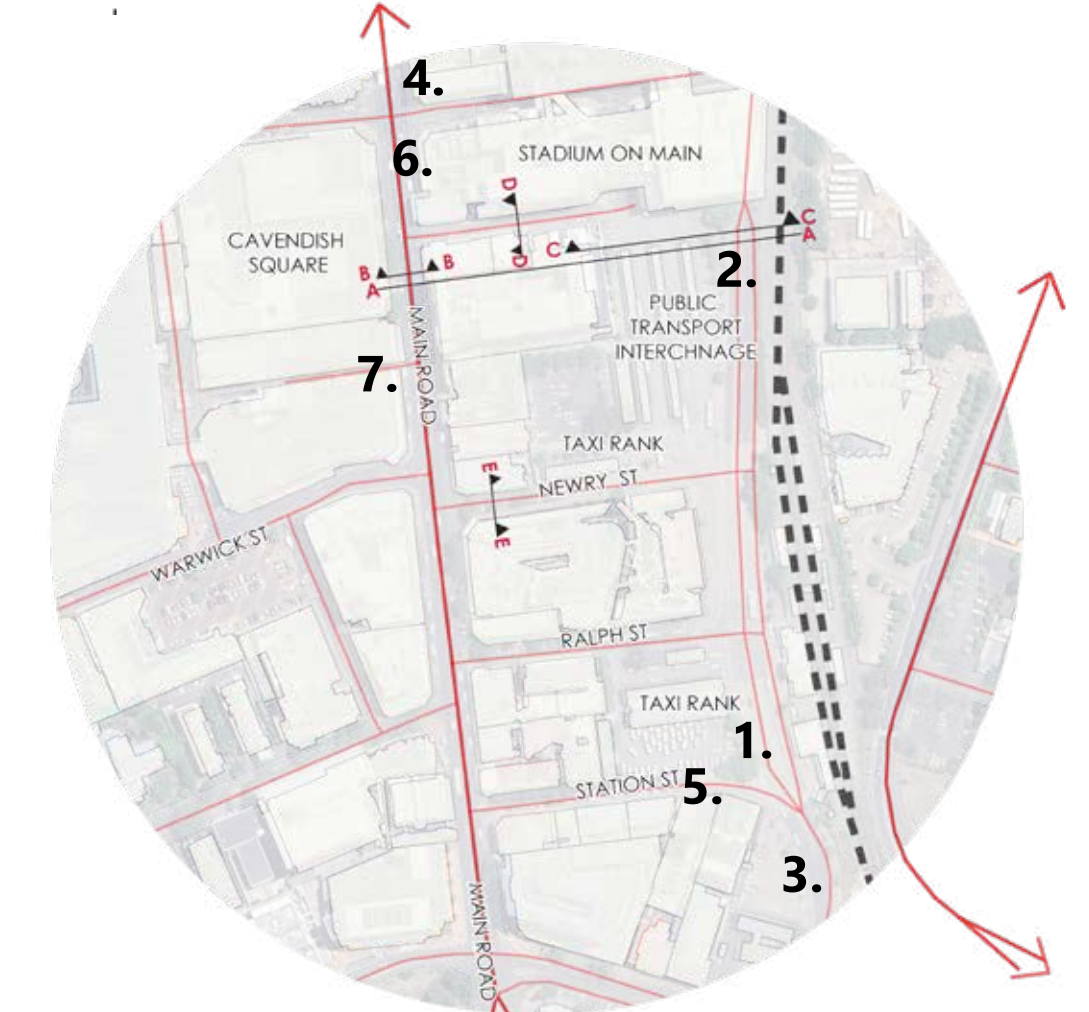 4.
6.
STADIUM ON MAIN
D
C
CAVENDISH
SQUARE
B
B
D
C
A
A
2.
PUBLIC
TRANSPORT
INTERCHNAGE
MAIN ROAD
7.
TAXI RANK
E
NEWRY ST
E
WARWICK ST
RALPH ST
TAXI RANK
1.
STATION ST
5.
3.
MAIN ROAD